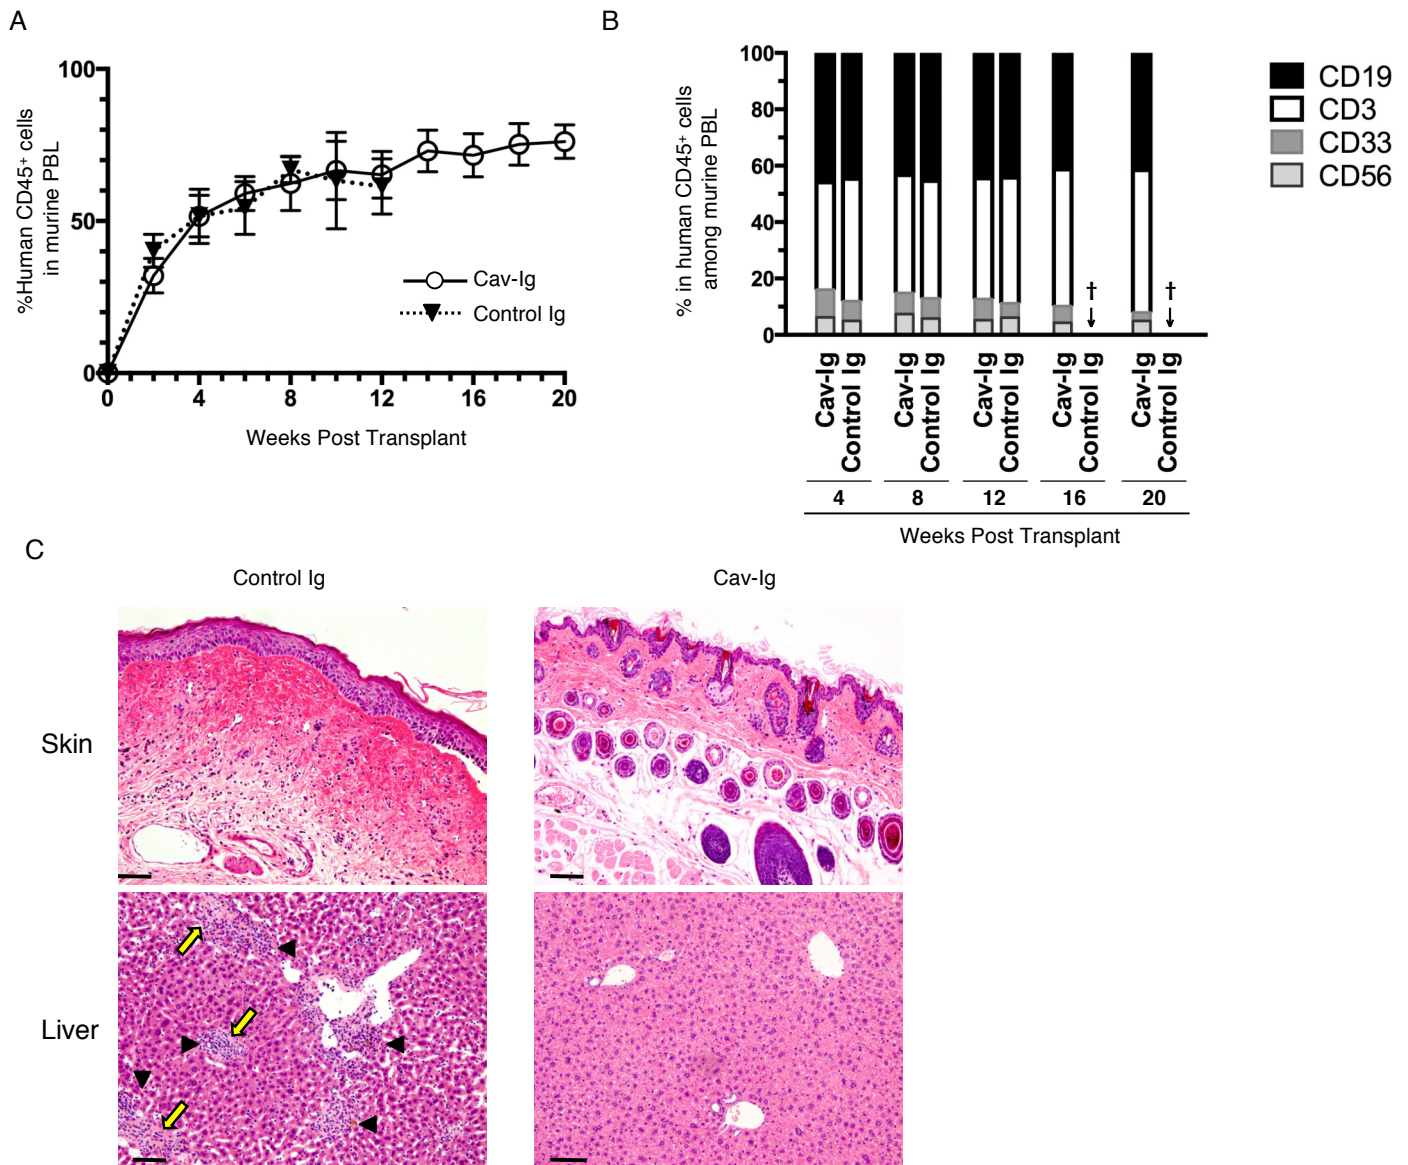 A
%Human CD45+ cells
in murine PBL
100
50
0
0 4 8 12 16 20
Weeks Post Transplant
Cav-Ig
Control Ig
B
% in human CD45+ cells
among murine PBL
100
80
60
40
20
0
† †
CD19
CD3
CD33
CD56
Cav-Ig Control Ig Cav-Ig Control Ig Cav-Ig Control Ig Cav-Ig Control Ig Cav-Ig Control Ig
4 8 12 16 20
Weeks Post Transplant
C
Control Ig Cav-Ig
Skin
Liver